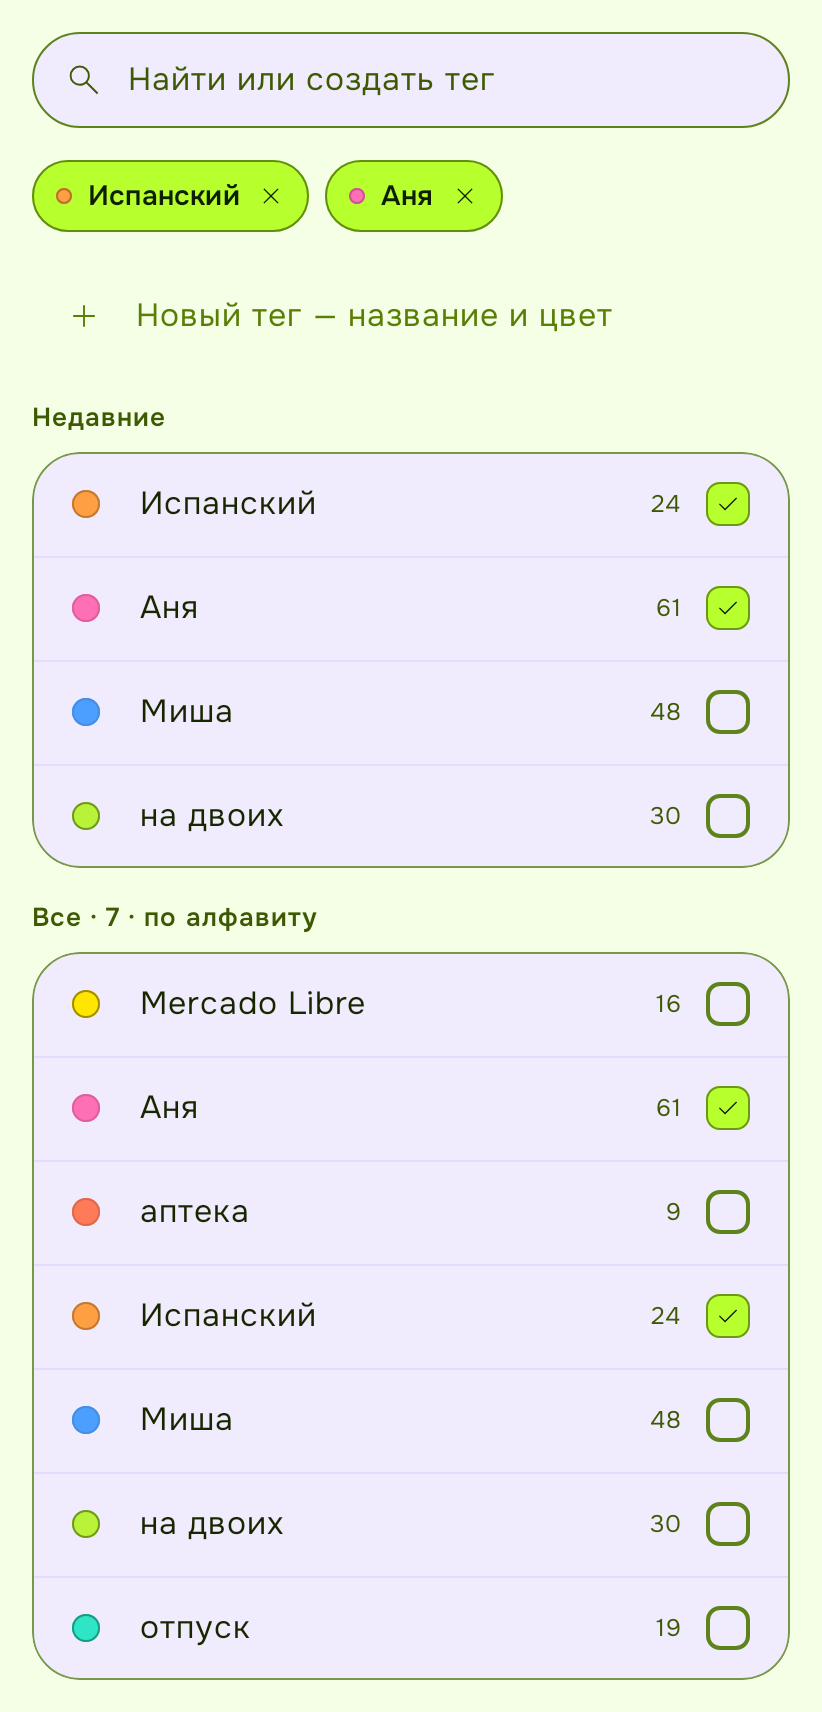 Найти или создать тег
Испанский Аня
Новый тег — название и цвет
Недавние
Испанский 24
Аня 61
Миша 48
на двоих 30
Все · 7 · по алфавиту
Mercado Libre 16
Аня 61
аптека 9
Испанский 24
Миша 48
на двоих 30
отпуск 19